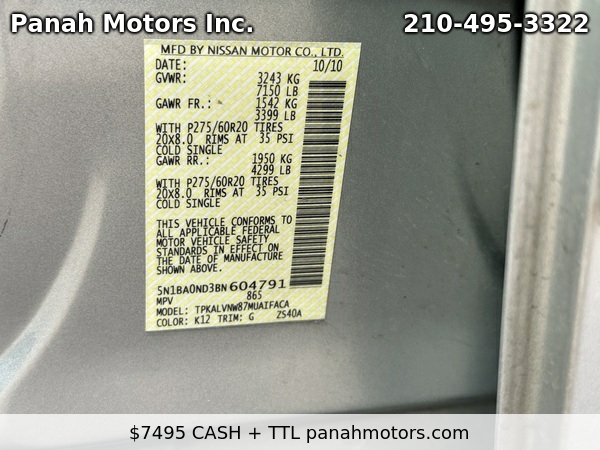 Panah Motors Inc.
210-495-3322
MFD BY NISSAN MOTOR CO., LTD.
DATE: 10/10
GVWR: 3243 KG
7150 LB
GAWR FR.: 1542 KG
3399 LB
WITH P275/60R20 TIRES
20X8.0 RIMS AT 35 PSI
COLD SINGLE
GAWR RR.: 1950 KG
4299 LB
WITH P275/60R20 TIRES
20X8.0 RIMS AT 35 PSI
COLD SINGLE
THIS VEHICLE CONFORMS TO
ALL APPLICABLE FEDERAL
MOTOR VEHICLE SAFETY
STANDARDS IN EFFECT ON
THE DATE OF MANUFACTURE
SHOWN ABOVE.
5N1BA0ND3BN604791
MPV 865
MODEL: TPKALVNW87MUAIFACA
COLOR: K12 TRIM: G ZS40A
$7495 CASH + TTL panahmotors.com